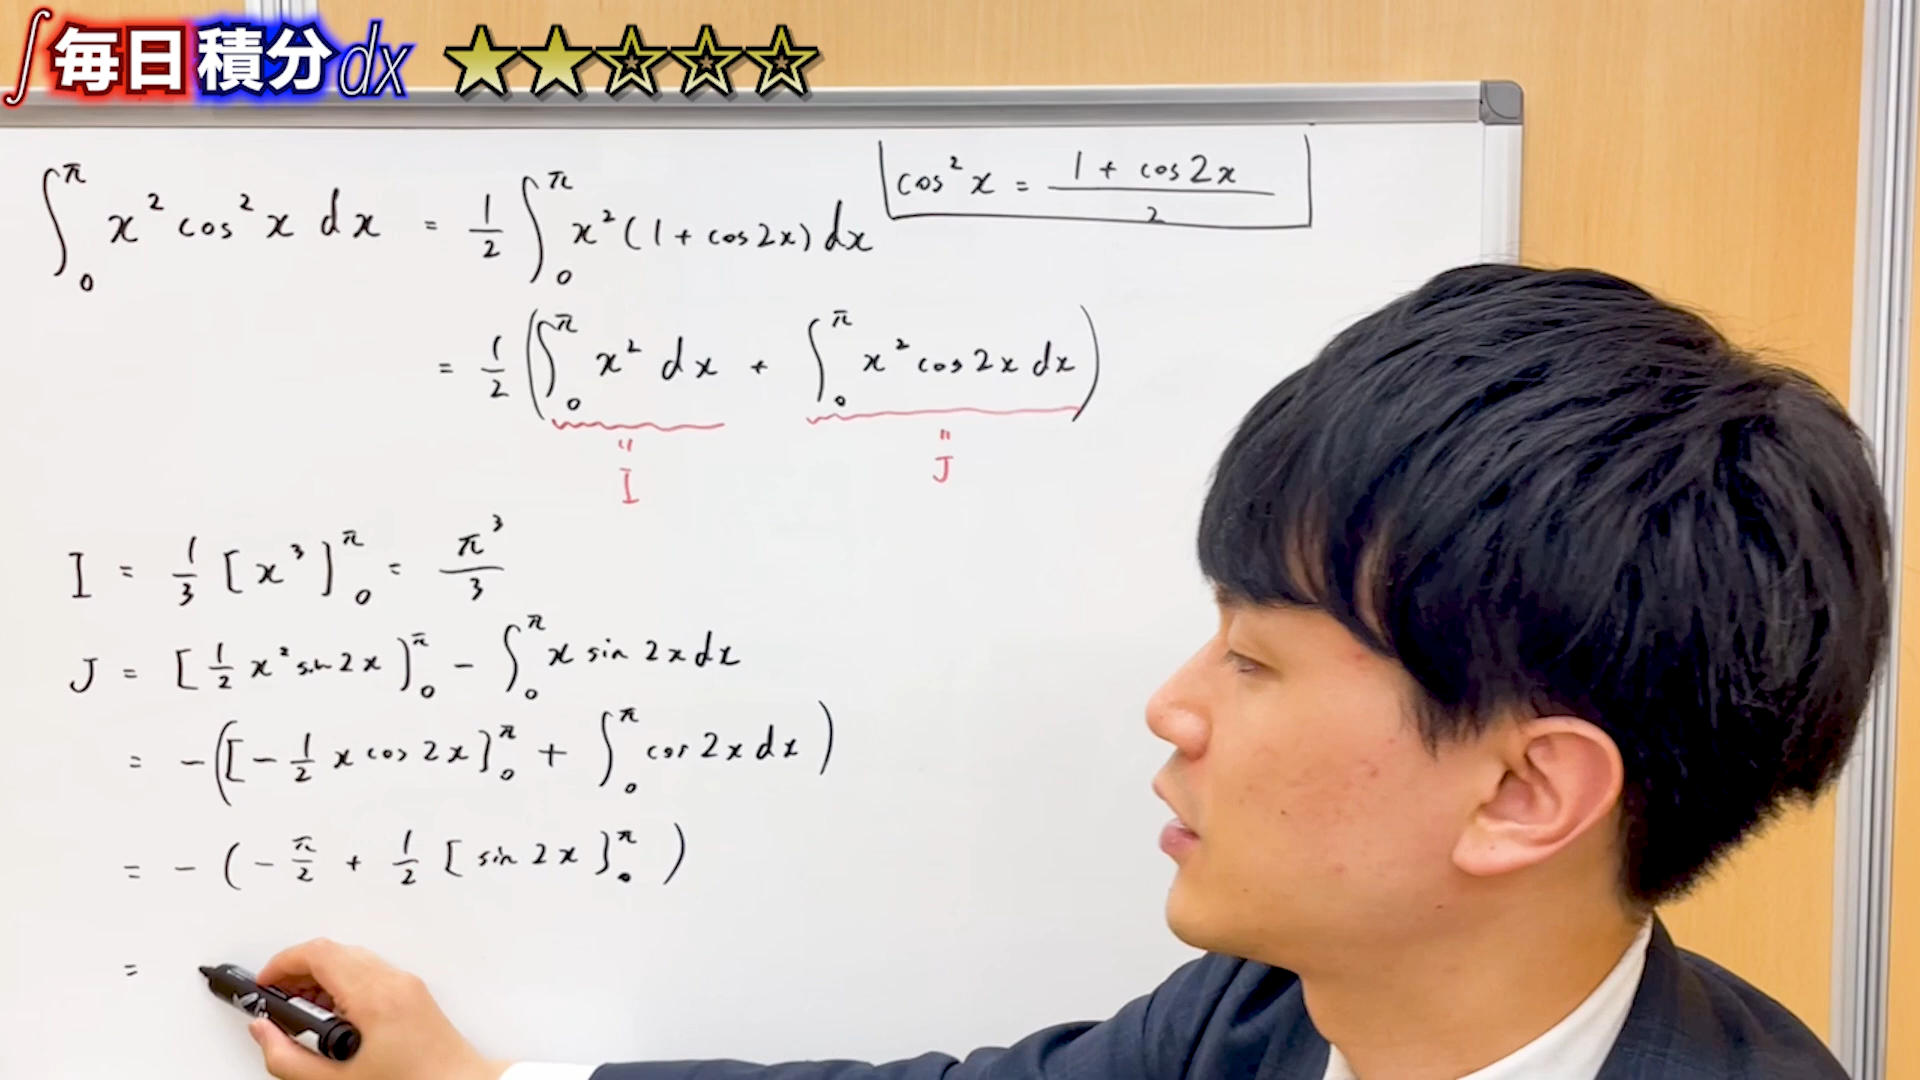 ∫毎日積分dx ★★☆☆☆
∫₀^π x² cos² x dx = 1/2 ∫₀^π x² (1 + cos 2x) dx
cos² x = (1 + cos 2x)/2
= 1/2 ( ∫₀^π x² dx + ∫₀^π x² cos 2x dx )
" "
I J
I = 1/3 [x³]₀^π = π³/3
J = [1/2 x² sin 2x]₀^π − ∫₀^π x sin 2x dx
= −([−1/2 x cos 2x]₀^π + ∫₀^π cos 2x dx)
= −(−π/2 + 1/2 [sin 2x]₀^π)
=